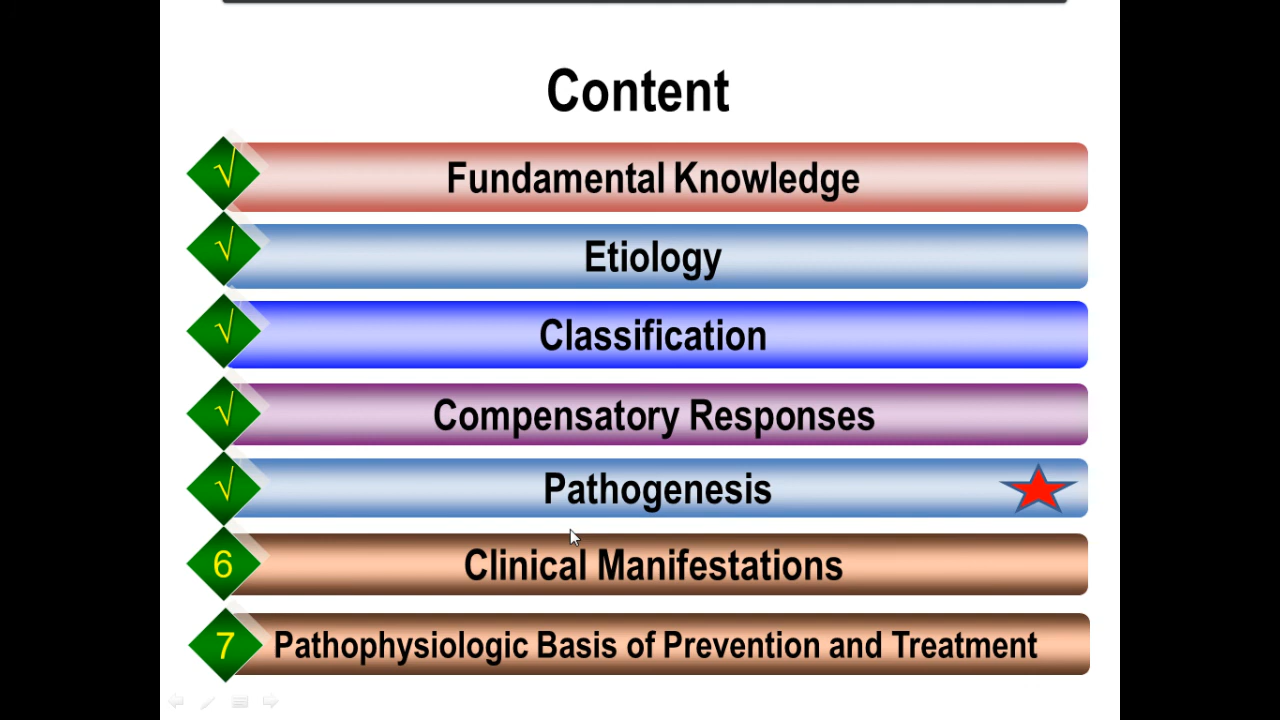 Content
√ Fundamental Knowledge
√ Etiology
√ Classification
√ Compensatory Responses
√ Pathogenesis
6 Clinical Manifestations
7 Pathophysiologic Basis of Prevention and Treatment